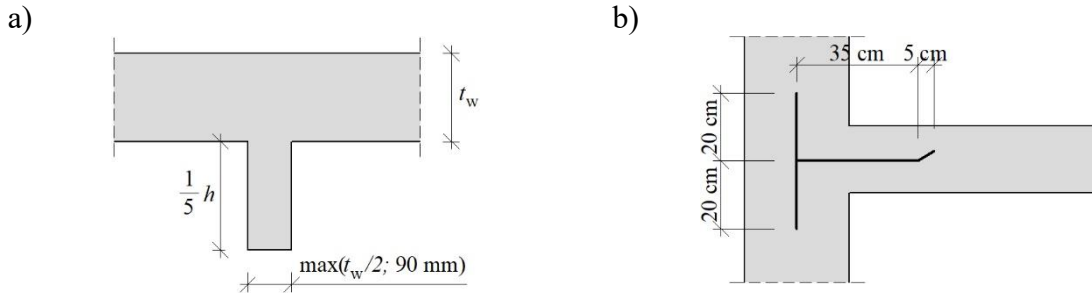 a)
t_w
1/5 h
max(t_w/2; 90 mm)
b)
35 cm 5 cm
20 cm
20 cm